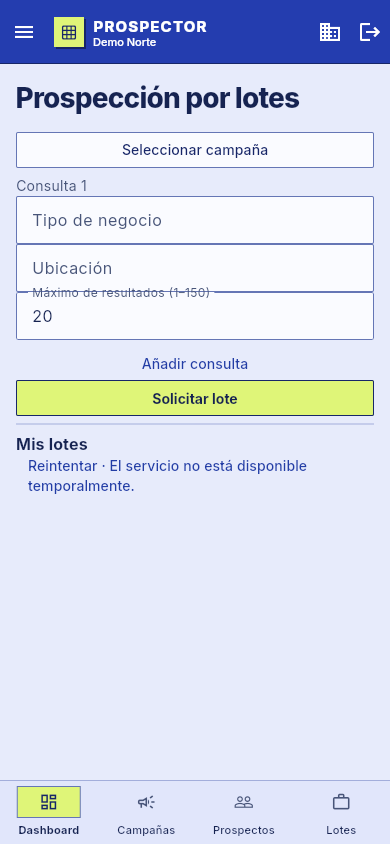 PROSPECTOR
Demo Norte
Prospección por lotes
Seleccionar campaña
Consulta 1
Tipo de negocio
Ubicación
Máximo de resultados (1–150)
20
Añadir consulta
Solicitar lote
Mis lotes
Reintentar · El servicio no está disponible
temporalmente.
Dashboard
Campañas
Prospectos
Lotes